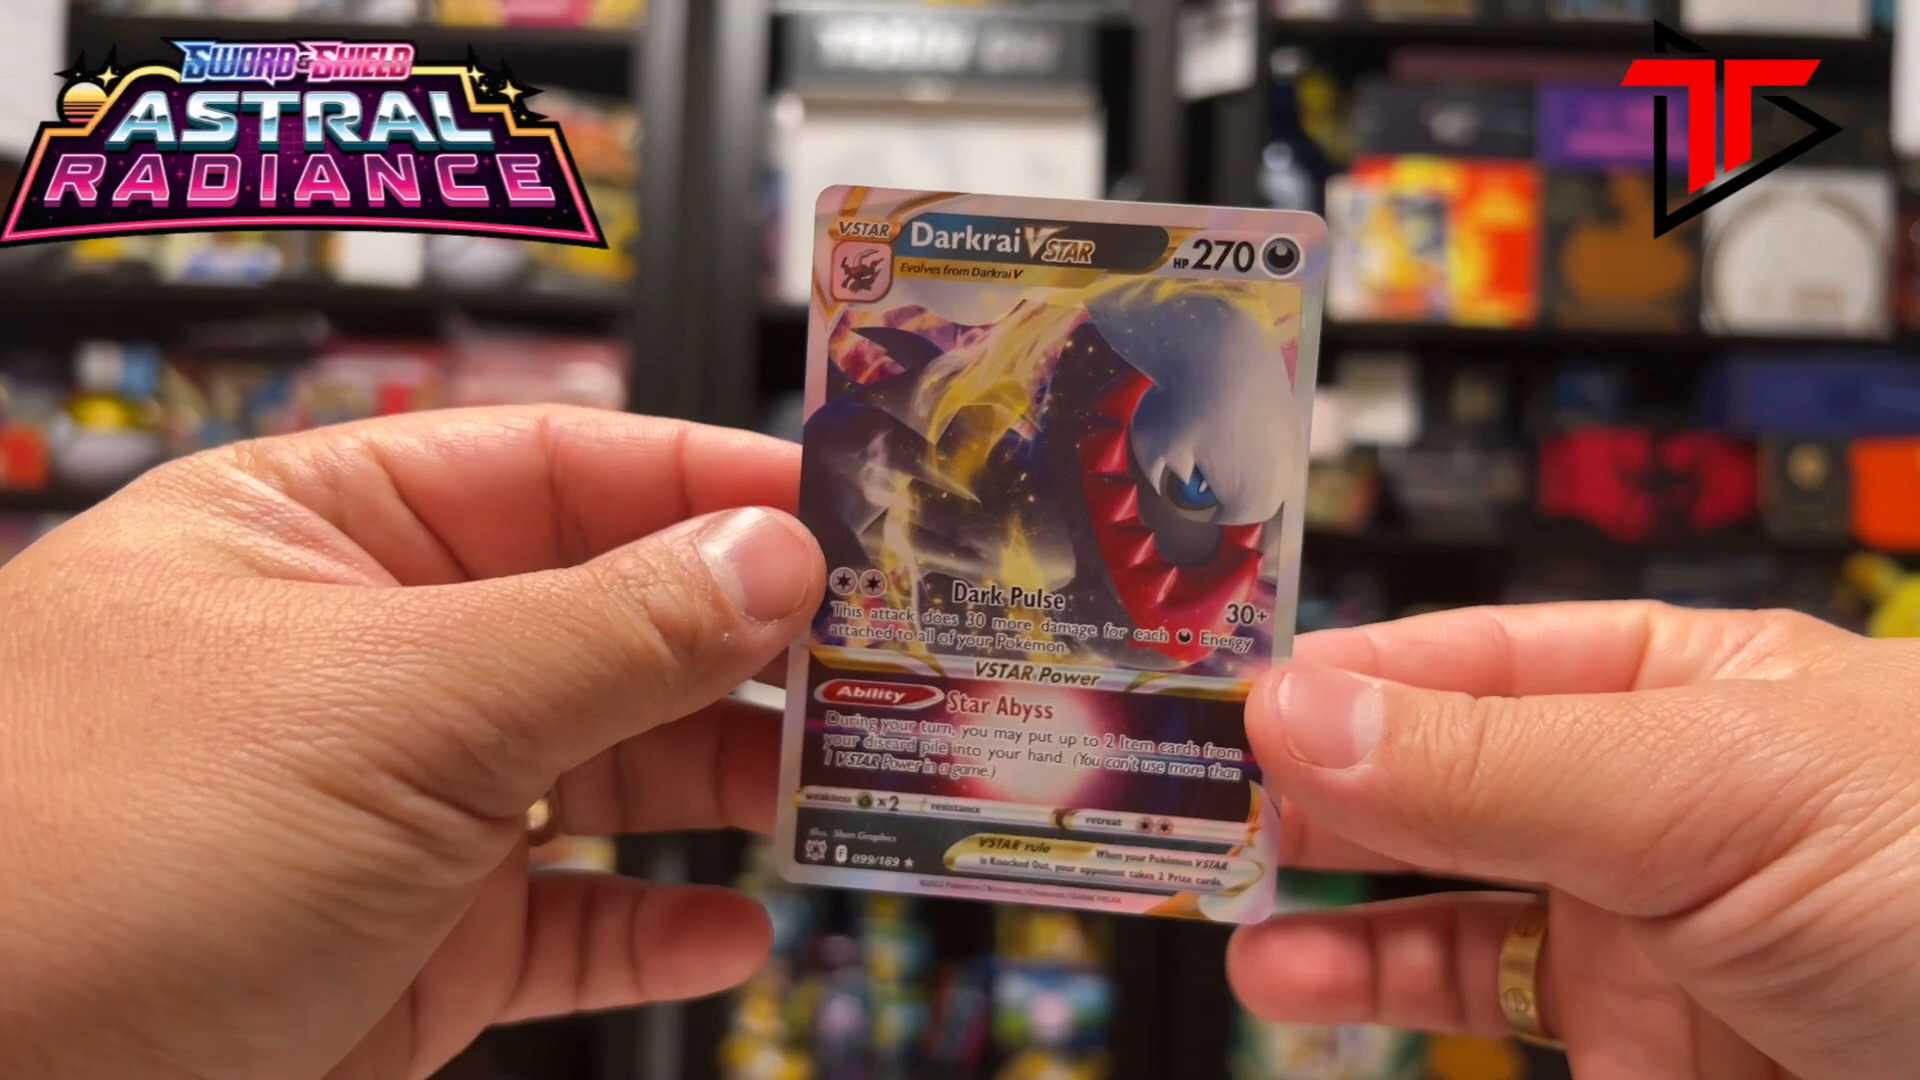 SWORD & SHIELD
ASTRAL
RADIANCE
VSTAR
Darkrai VSTAR
HP 270
Evolves from Darkrai V
Dark Pulse
30+
This attack does 30 more damage for each Energy
attached to all of your Pokémon.
VSTAR Power
Ability Star Abyss
During your turn, you may put up to 2 Item cards from
your discard pile into your hand. (You can't use more than
1 VSTAR Power in a game.)
weakness ×2 resistance
retreat
Illus. Shun Graphics
VSTAR rule When your Pokémon VSTAR
is Knocked Out, your opponent takes 2 Prize cards.
F 099/189